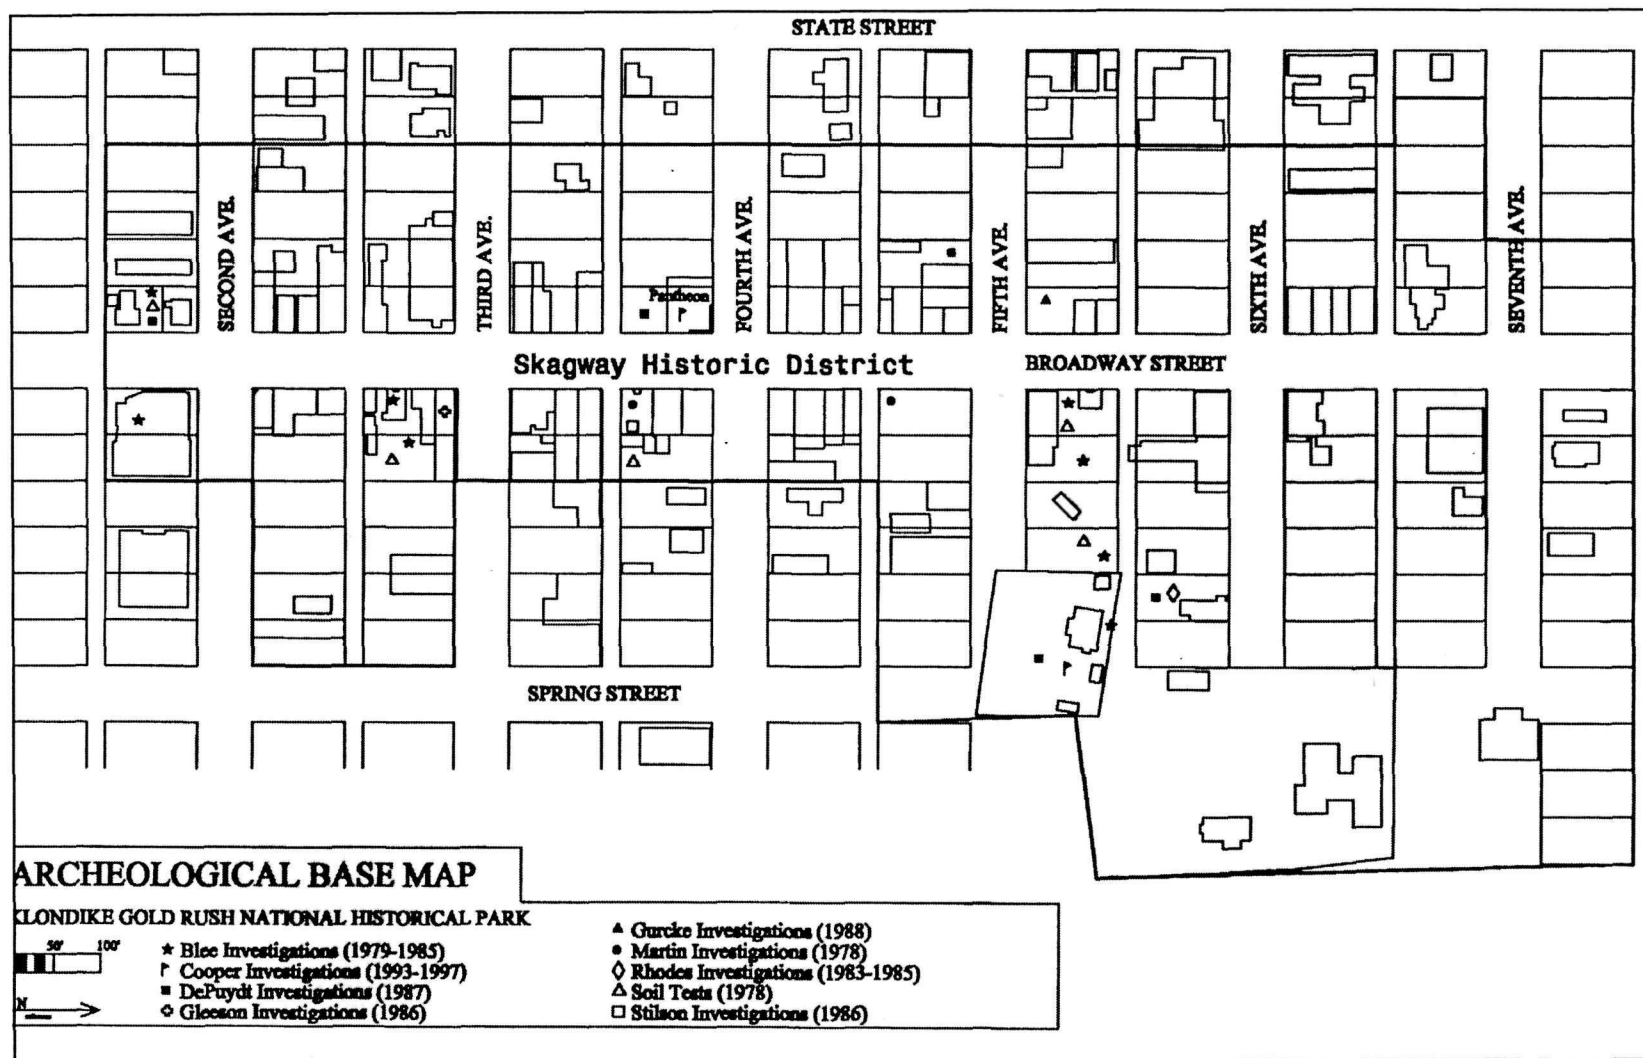 STATE STREET
SECOND AVE.
THIRD AVE.
FOURTH AVE.
FIFTH AVE.
SIXTH AVE.
SEVENTH AVE.
Pantheon
Skagway Historic District
BROADWAY STREET
SPRING STREET
ARCHEOLOGICAL BASE MAP
KLONDIKE GOLD RUSH NATIONAL HISTORICAL PARK
50' 100'
N
Blee Investigations (1979-1985)
Cooper Investigations (1993-1997)
DePuydt Investigations (1987)
Gleeson Investigations (1986)
Gurcke Investigations (1988)
Martin Investigations (1978)
Rhodes Investigations (1983-1985)
Soil Tests (1978)
Stilson Investigations (1986)